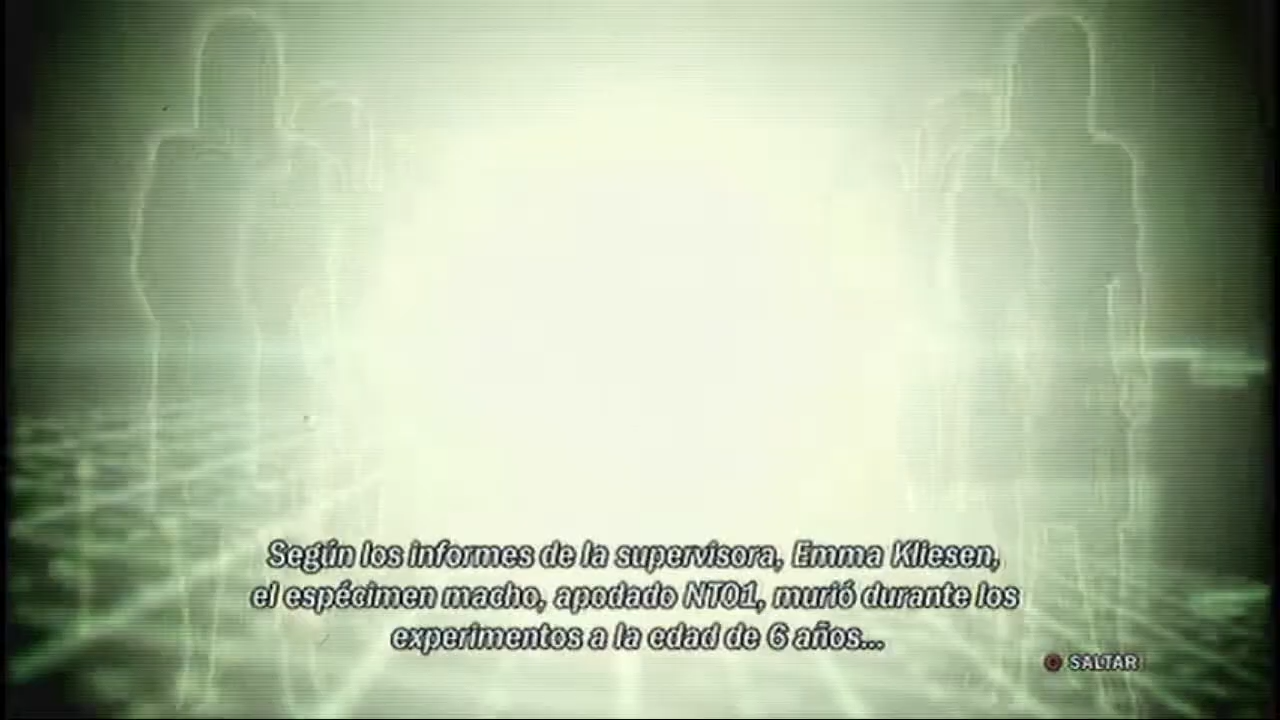 Según los informes de la supervisora, Emma Kliesen,
el espécimen macho, apodado NT01, murió durante los
experimentos a la edad de 6 años...
SALTAR